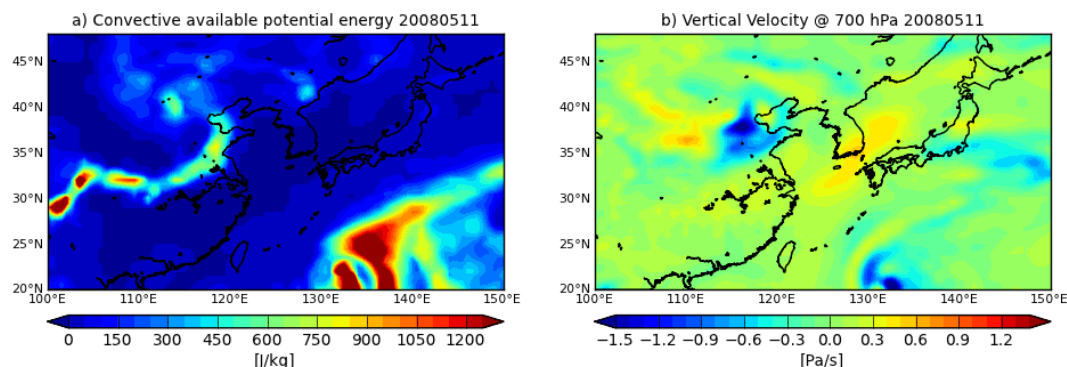 a) Convective available potential energy 20080511
b) Vertical Velocity @ 700 hPa 20080511
45°N
40°N
35°N
30°N
25°N
20°N
100°E 110°E 120°E 130°E 140°E 150°E
45°N
40°N
35°N
30°N
25°N
20°N
100°E 110°E 120°E 130°E 140°E 150°E
0 150 300 450 600 750 900 1050 1200
[J/kg]
−1.5 −1.2 −0.9 −0.6 −0.3 0.0 0.3 0.6 0.9 1.2
[Pa/s]